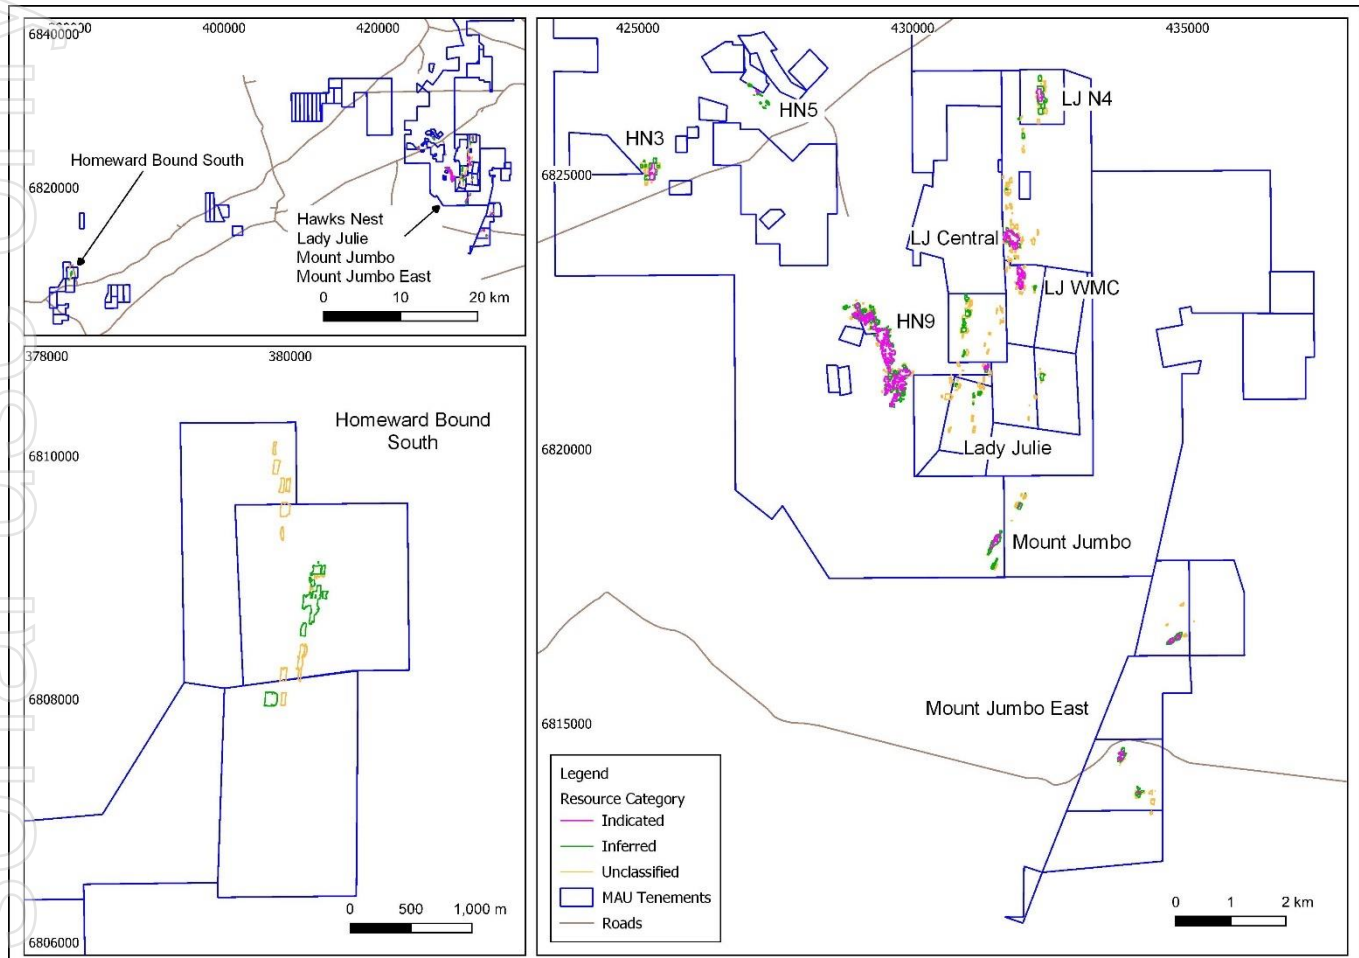 6840000
400000
420000
6820000
Homeward Bound South
Hawks Nest
Lady Julie
Mount Jumbo
Mount Jumbo East
0 10 20 km
378000
380000
Homeward Bound
South
6810000
6808000
6806000
0 500 1,000 m
425000
430000
435000
HN5
LJ N4
HN3
6825000
LJ Central
LJ WMC
HN9
6820000
Lady Julie
Mount Jumbo
Mount Jumbo East
6815000
Legend
Resource Category
Indicated
Inferred
Unclassified
MAU Tenements
Roads
0 1 2 km